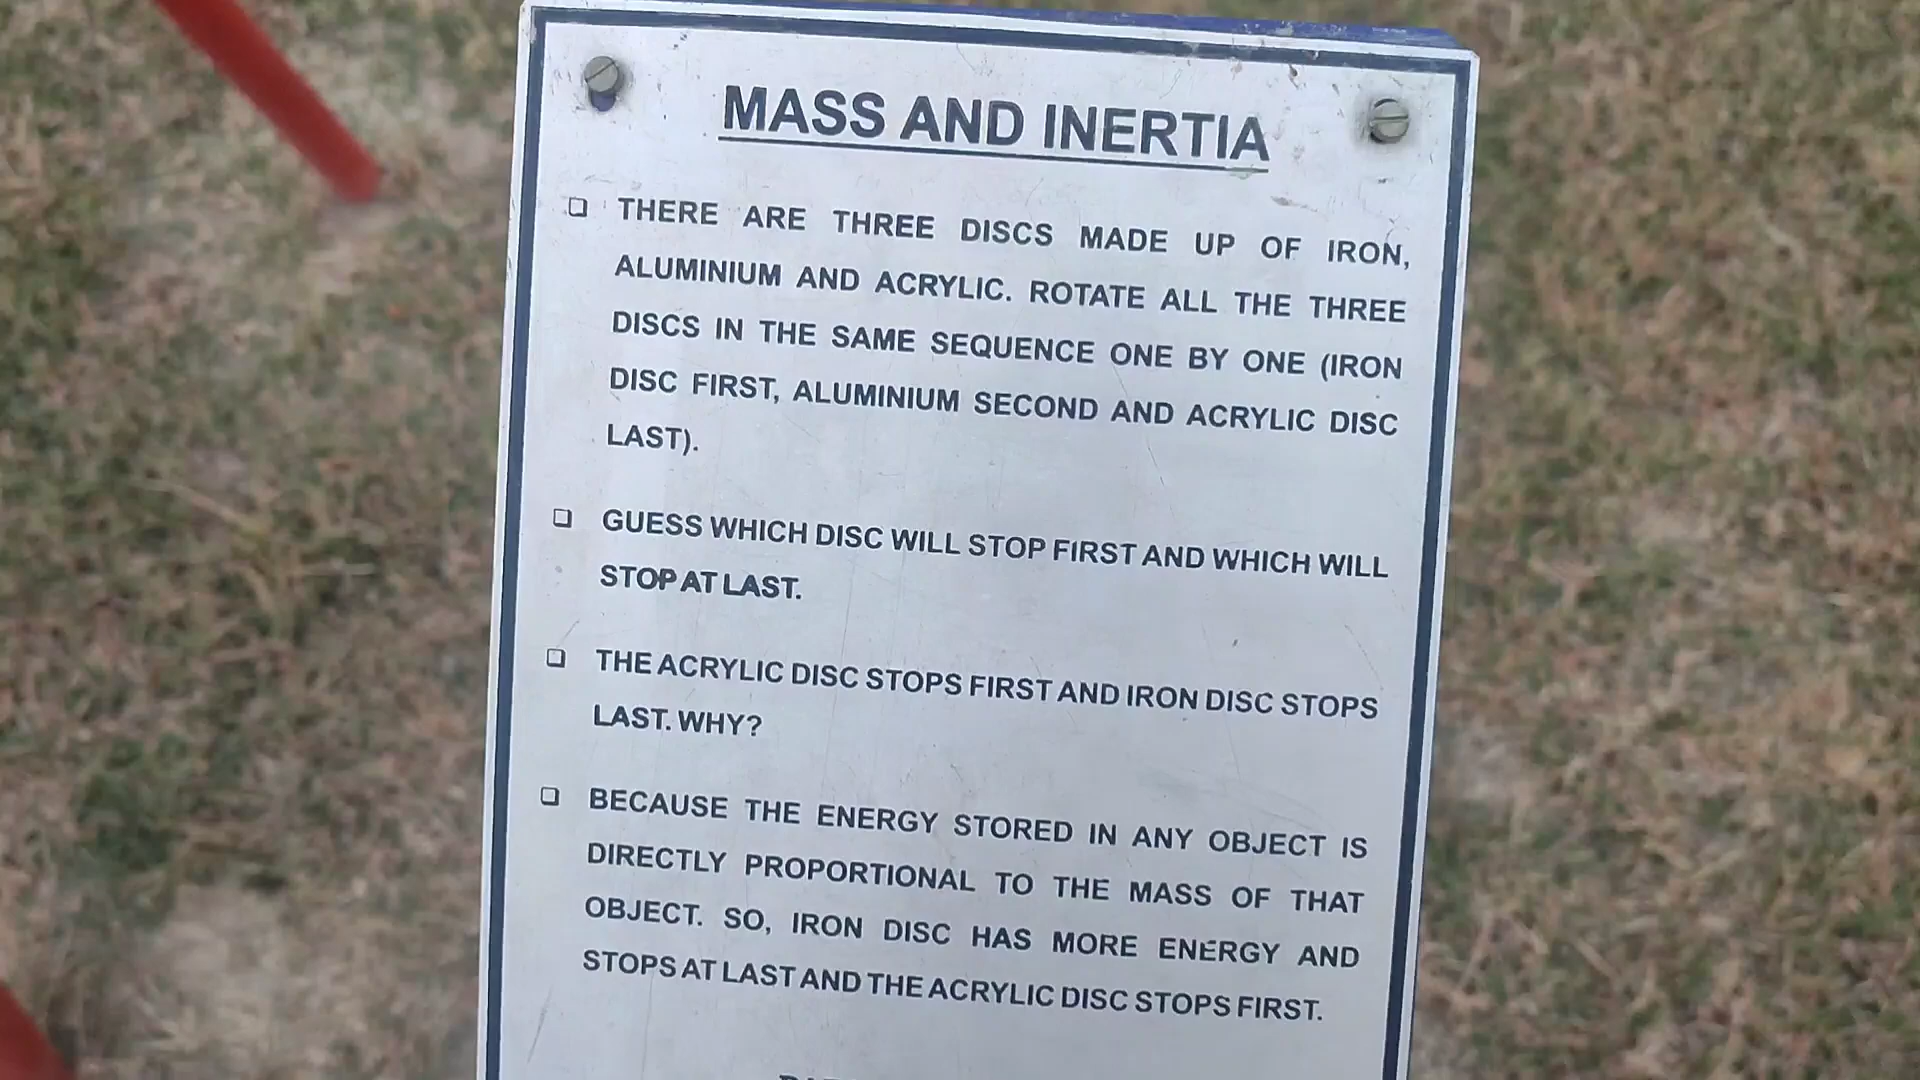 MASS AND INERTIA
❑ THERE ARE THREE DISCS MADE UP OF IRON,
ALUMINIUM AND ACRYLIC. ROTATE ALL THE THREE
DISCS IN THE SAME SEQUENCE ONE BY ONE (IRON
DISC FIRST, ALUMINIUM SECOND AND ACRYLIC DISC
LAST).
❑ GUESS WHICH DISC WILL STOP FIRST AND WHICH WILL
STOP AT LAST.
❑ THE ACRYLIC DISC STOPS FIRST AND IRON DISC STOPS
LAST. WHY?
❑ BECAUSE THE ENERGY STORED IN ANY OBJECT IS
DIRECTLY PROPORTIONAL TO THE MASS OF THAT
OBJECT. SO, IRON DISC HAS MORE ENERGY AND
STOPS AT LAST AND THE ACRYLIC DISC STOPS FIRST.